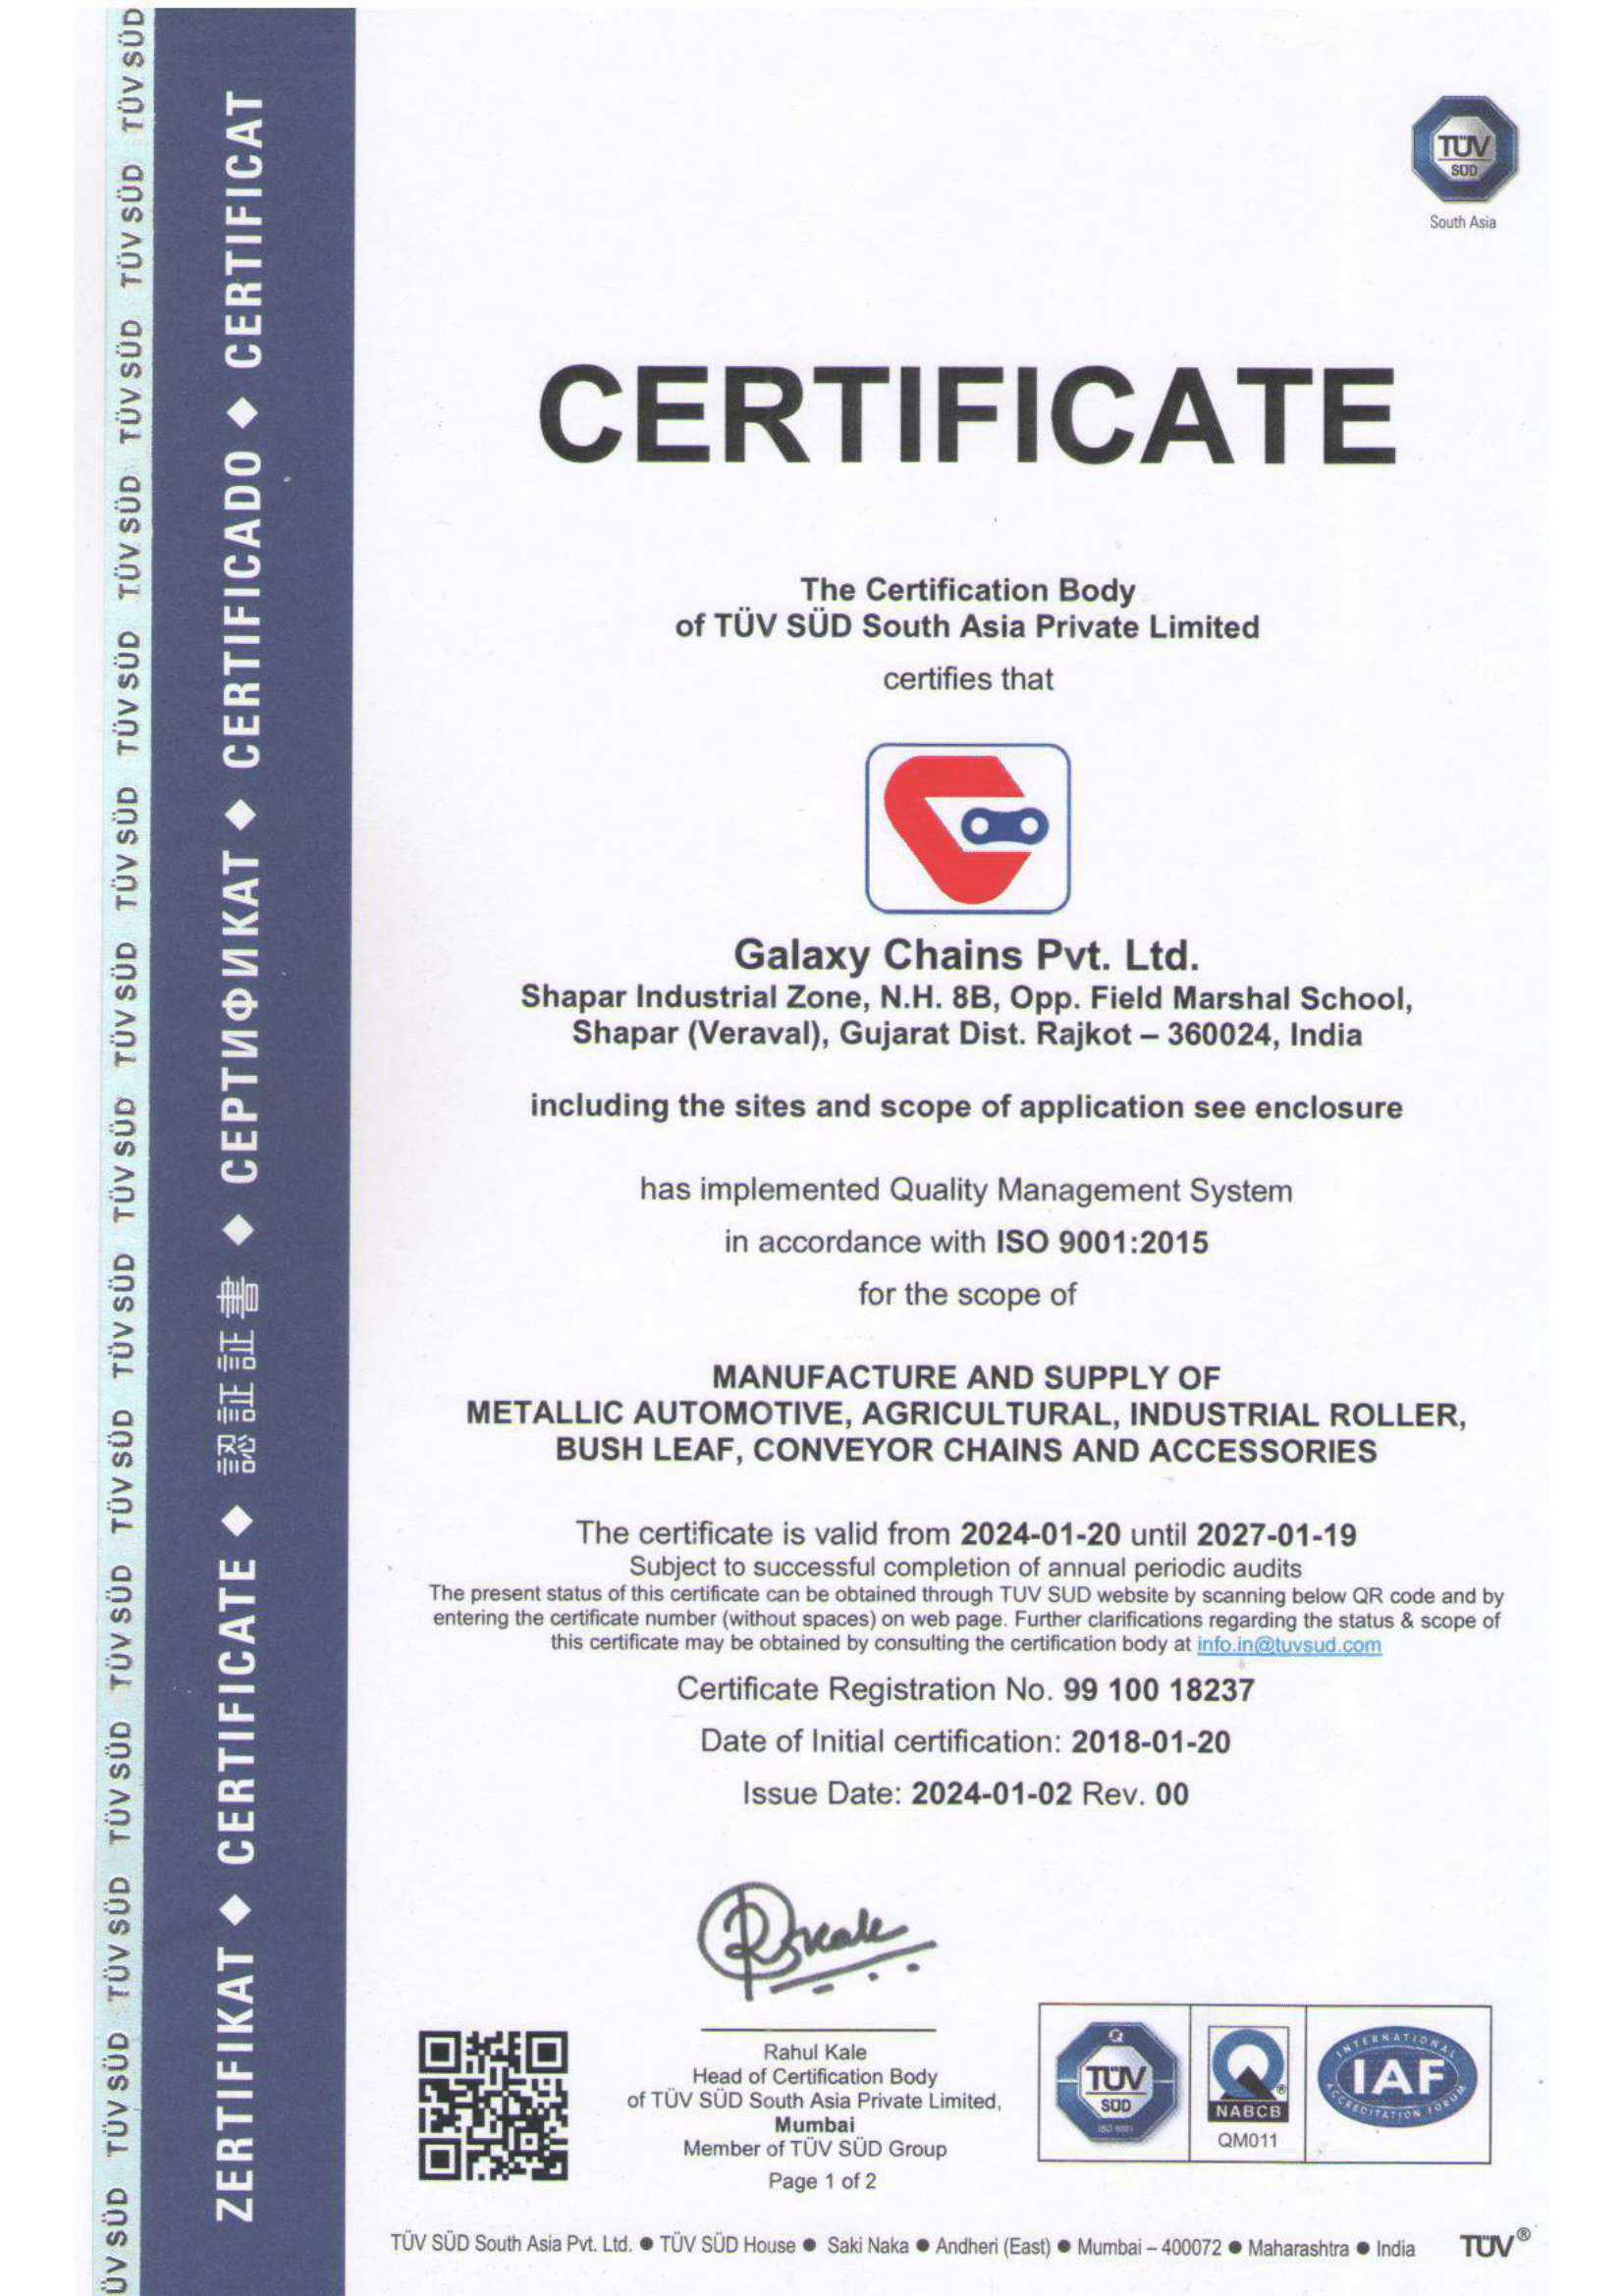 TÜV SÜD TÜV SÜD TÜV SÜD TÜV SÜD TÜV SÜD TÜV SÜD TÜV SÜD TÜV SÜD TÜV SÜD TÜV SÜD TÜV SÜD TÜV SÜD TÜV SÜD TÜV SÜD ÜV SÜD
ZERTIFIKAT ◆ CERTIFICATE ◆ 認証証書 ◆ СЕРТИФИКАТ ◆ CERTIFICADO ◆ CERTIFICAT
TÜV
SÜD
South Asia
CERTIFICATE
The Certification Body
of TÜV SÜD South Asia Private Limited
certifies that
Galaxy Chains Pvt. Ltd.
Shapar Industrial Zone, N.H. 8B, Opp. Field Marshal School,
Shapar (Veraval), Gujarat Dist. Rajkot – 360024, India
including the sites and scope of application see enclosure
has implemented Quality Management System
in accordance with ISO 9001:2015
for the scope of
MANUFACTURE AND SUPPLY OF
METALLIC AUTOMOTIVE, AGRICULTURAL, INDUSTRIAL ROLLER,
BUSH LEAF, CONVEYOR CHAINS AND ACCESSORIES
The certificate is valid from 2024-01-20 until 2027-01-19
Subject to successful completion of annual periodic audits
The present status of this certificate can be obtained through TUV SUD website by scanning below QR code and by
entering the certificate number (without spaces) on web page. Further clarifications regarding the status & scope of
this certificate may be obtained by consulting the certification body at info.in@tuvsud.com
Certificate Registration No. 99 100 18237
Date of Initial certification: 2018-01-20
Issue Date: 2024-01-02 Rev. 00
RKale
Rahul Kale
Head of Certification Body
of TÜV SÜD South Asia Private Limited,
Mumbai
Member of TÜV SÜD Group
Page 1 of 2
Q
TÜV
SÜD
ISO 9001
NABCB
QM011
INTERNATIONAL
IAF
ACCREDITATION FORUM
TÜV SÜD South Asia Pvt. Ltd. ● TÜV SÜD House ● Saki Naka ● Andheri (East) ● Mumbai – 400072 ● Maharashtra ● India TÜV®